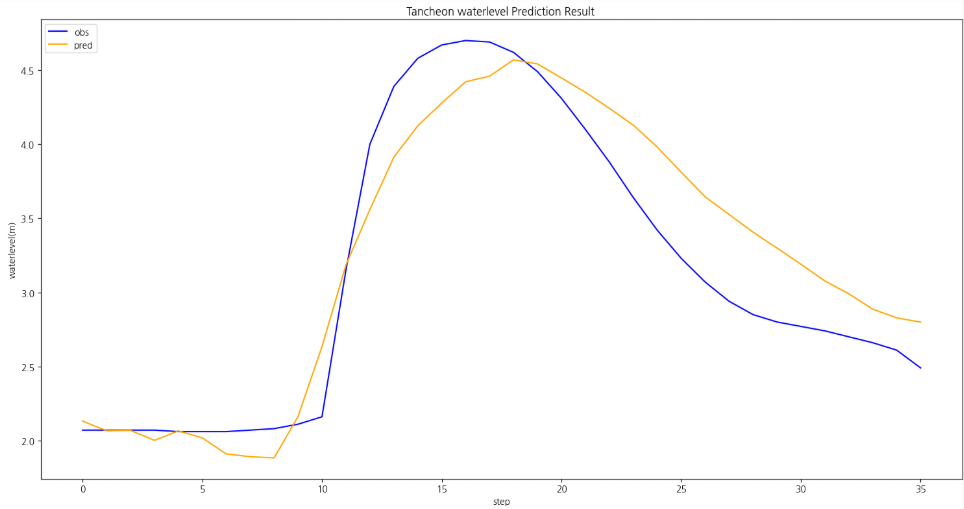 Tancheon waterlevel Prediction Result
obs
pred
waterlevel(m)
4.5
4.0
3.5
3.0
2.5
2.0
0 5 10 15 20 25 30 35
step